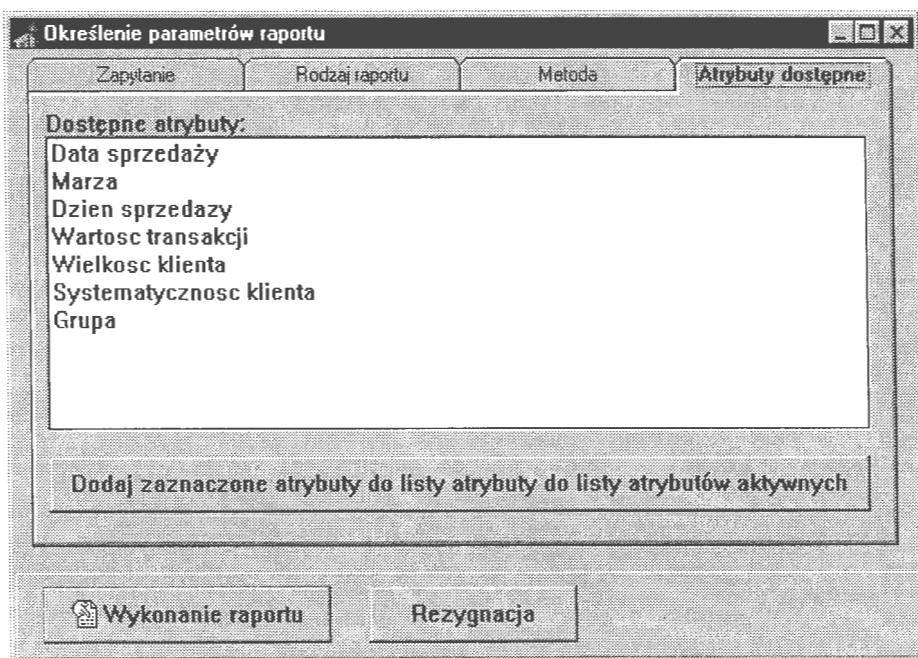 Określenie parametrów raportu
Zapytanie Rodzaj raportu Metoda Atrybuty dostępne
Dostępne atrybuty:
Data sprzedaży
Marza
Dzien sprzedazy
Wartosc transakcji
Wielkosc klienta
Systematycznosc klienta
Grupa
Dodaj zaznaczone atrybuty do listy atrybuty do listy atrybutów aktywnych
Wykonanie raportu Rezygnacja